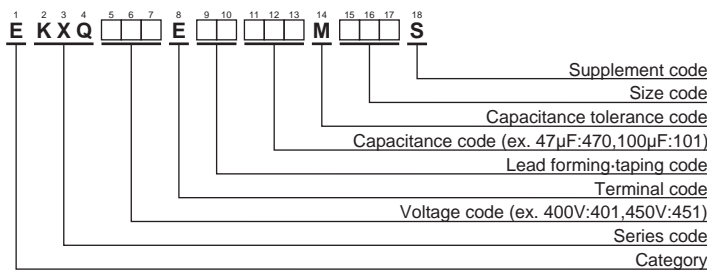 1 2 3 4 5 6 7 8 9 10 11 12 13 14 15 16 17 18
E K X Q E M S
Supplement code
Size code
Capacitance tolerance code
Capacitance code (ex. 47μF:470,100μF:101)
Lead forming·taping code
Terminal code
Voltage code (ex. 400V:401,450V:451)
Series code
Category